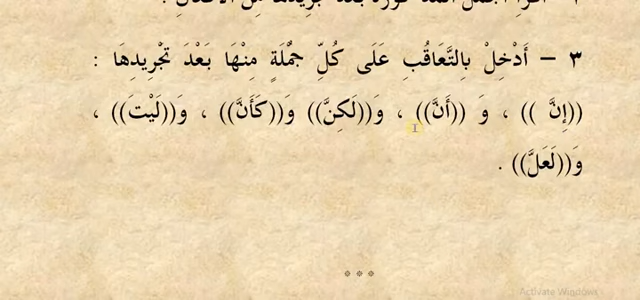 ٣ – أَدْخِلْ بِالتَّعَاقُبِ عَلَى كُلِّ جُمْلَةٍ مِنْهَا بَعْدَ تَجْرِيدِهَا :
((إِنَّ )) ، وَ ((أَنَّ)) ، وَ((لَكِنَّ)) وَ((كَأَنَّ)) ، وَ((لَيْتَ)) ،
وَ((لَعَلَّ)) .
* * *
Activate Windows